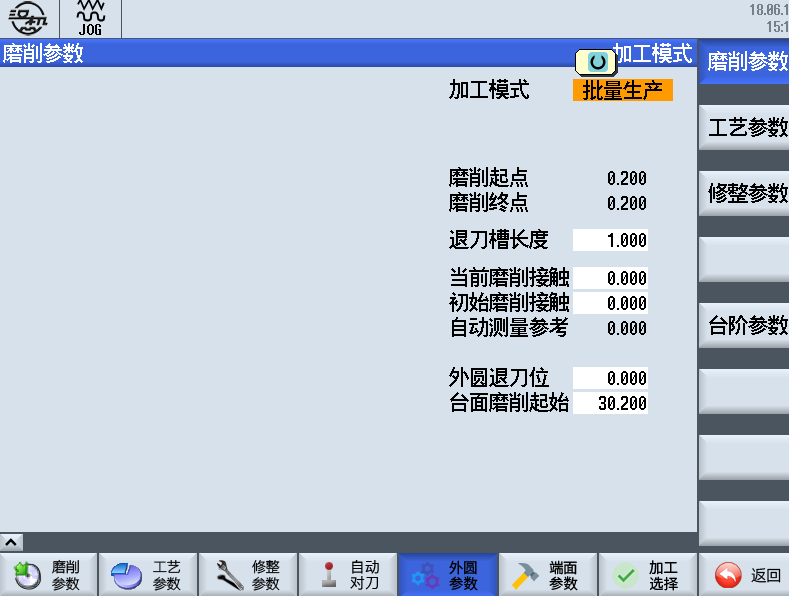 JOG
18.06.1
15:1
磨削参数
加工模式
磨削参数
加工模式
批量生产
工艺参数
磨削起点
0.200
修整参数
磨削终点
0.200
退刀槽长度
1.000
当前磨削接触
0.000
初始磨削接触
0.000
自动测量参考
0.000
台阶参数
外圆退刀位
0.000
台面磨削起始
30.200
磨削
参数
工艺
参数
修整
参数
自动
对刀
外圆
参数
端面
参数
加工
选择
返回